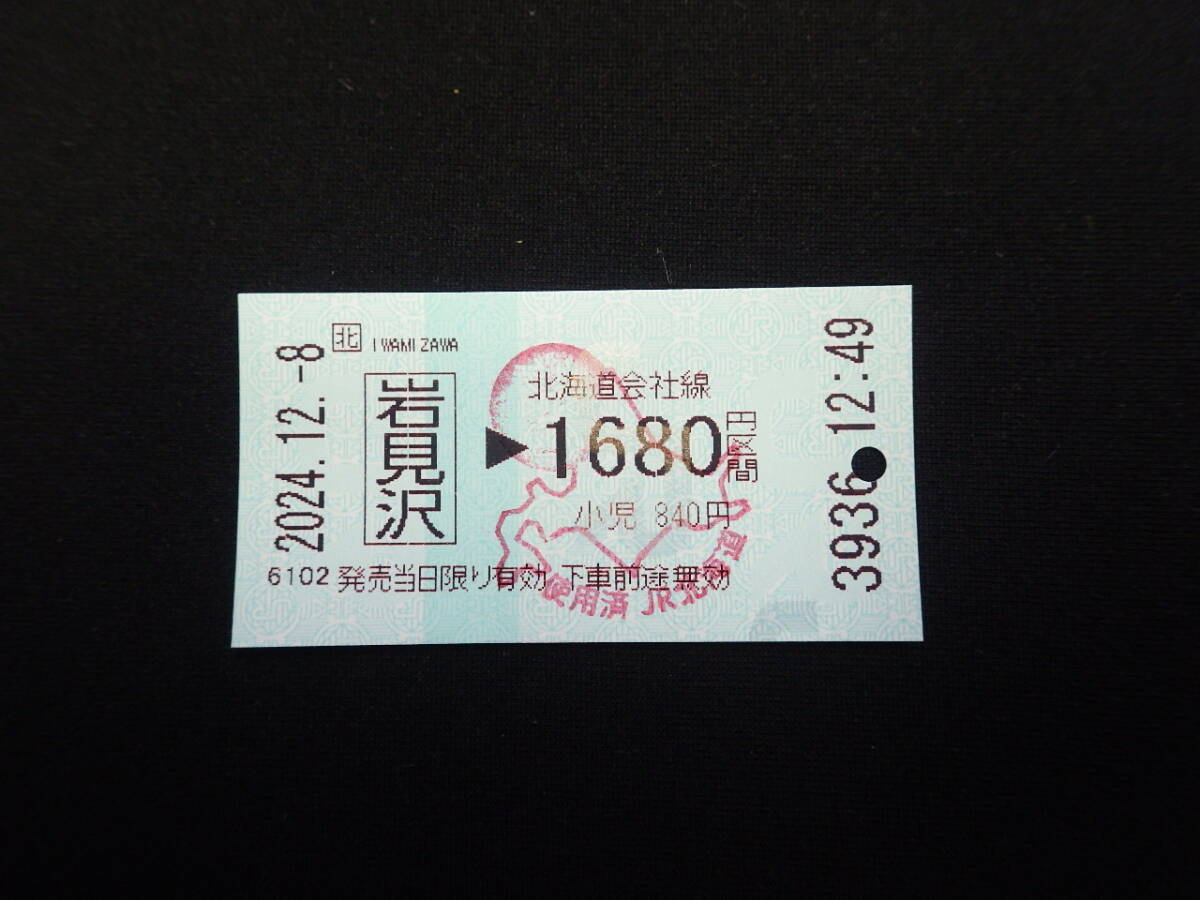 2024.12.-8
北 IWAMIZAWA
岩見沢
北海道会社線
▶1680円区間
小児 840円
6102 発売当日限り有効 下車前途無効
使用済 JR北海道
3936 12:49